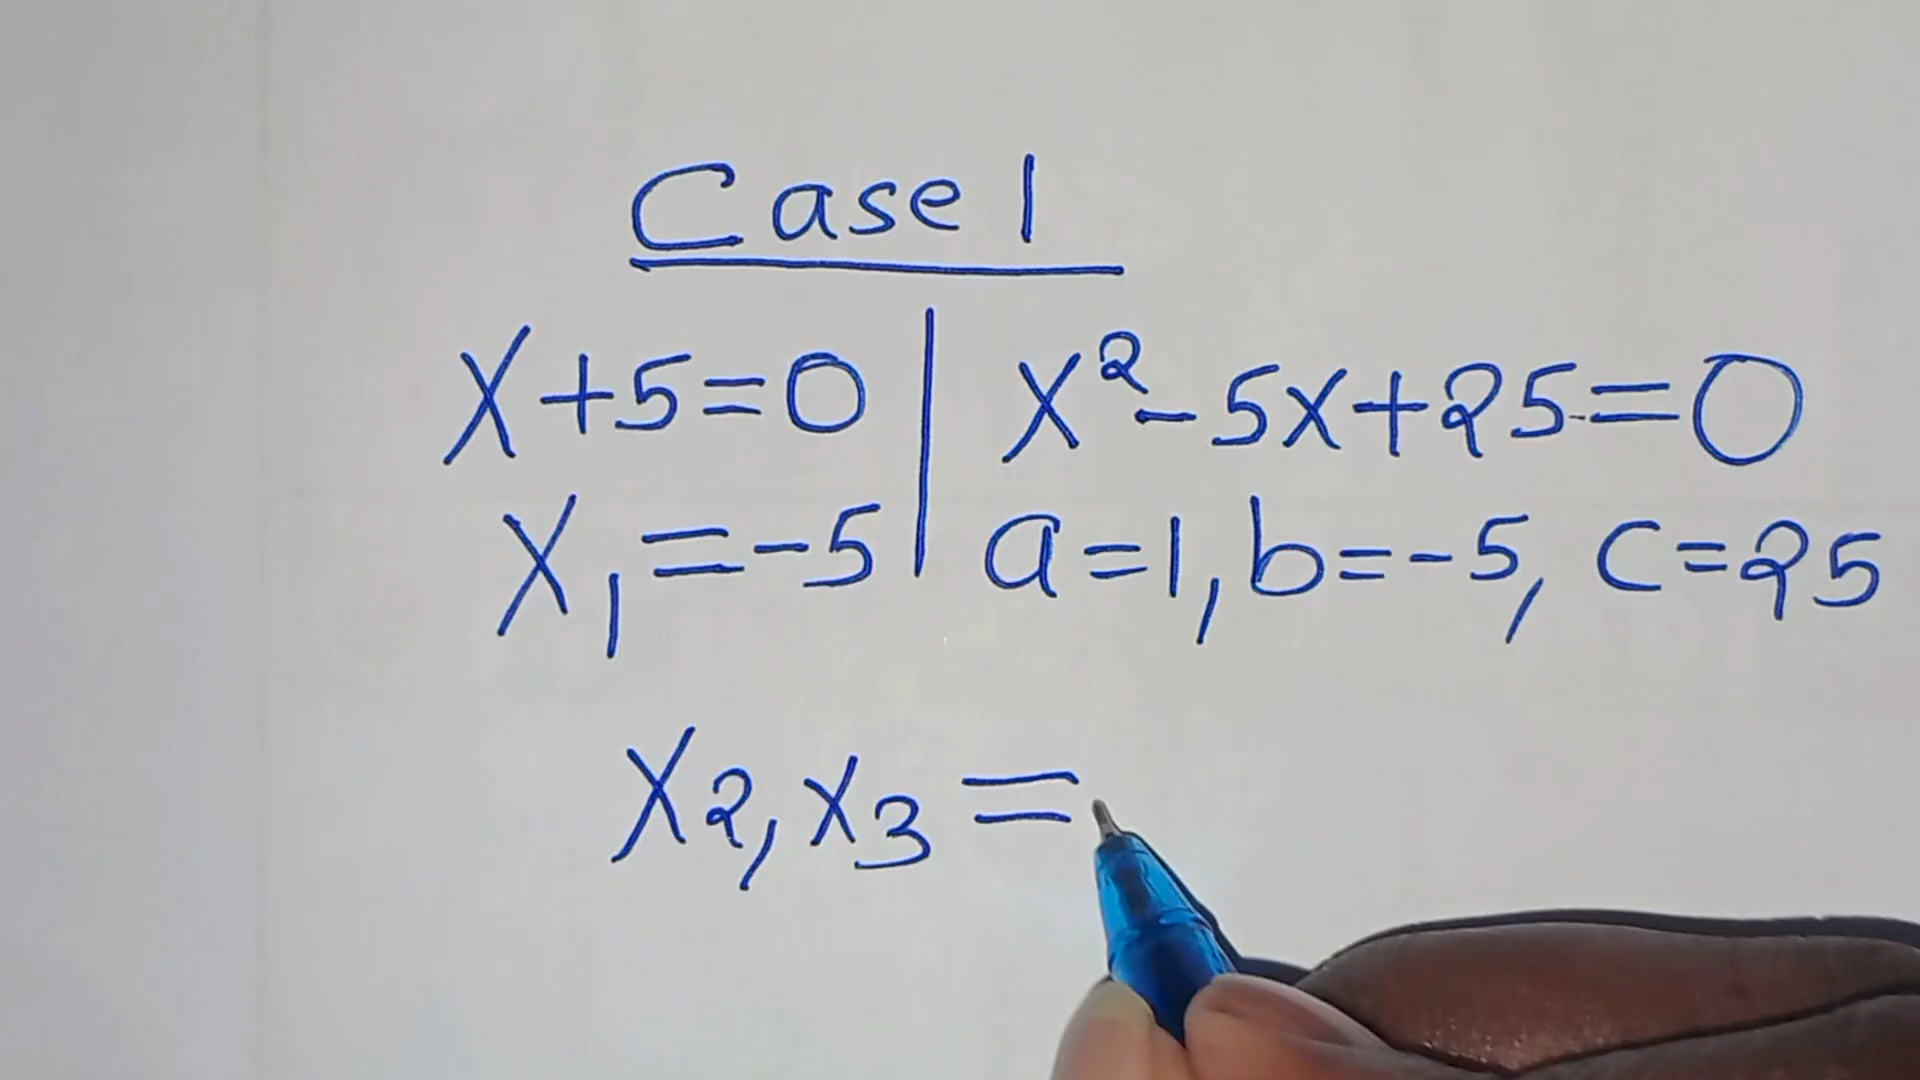 Case 1
x+5=0 | x²-5x+25=0
x₁=-5 | a=1, b=-5, c=25
x₂, x₃ =